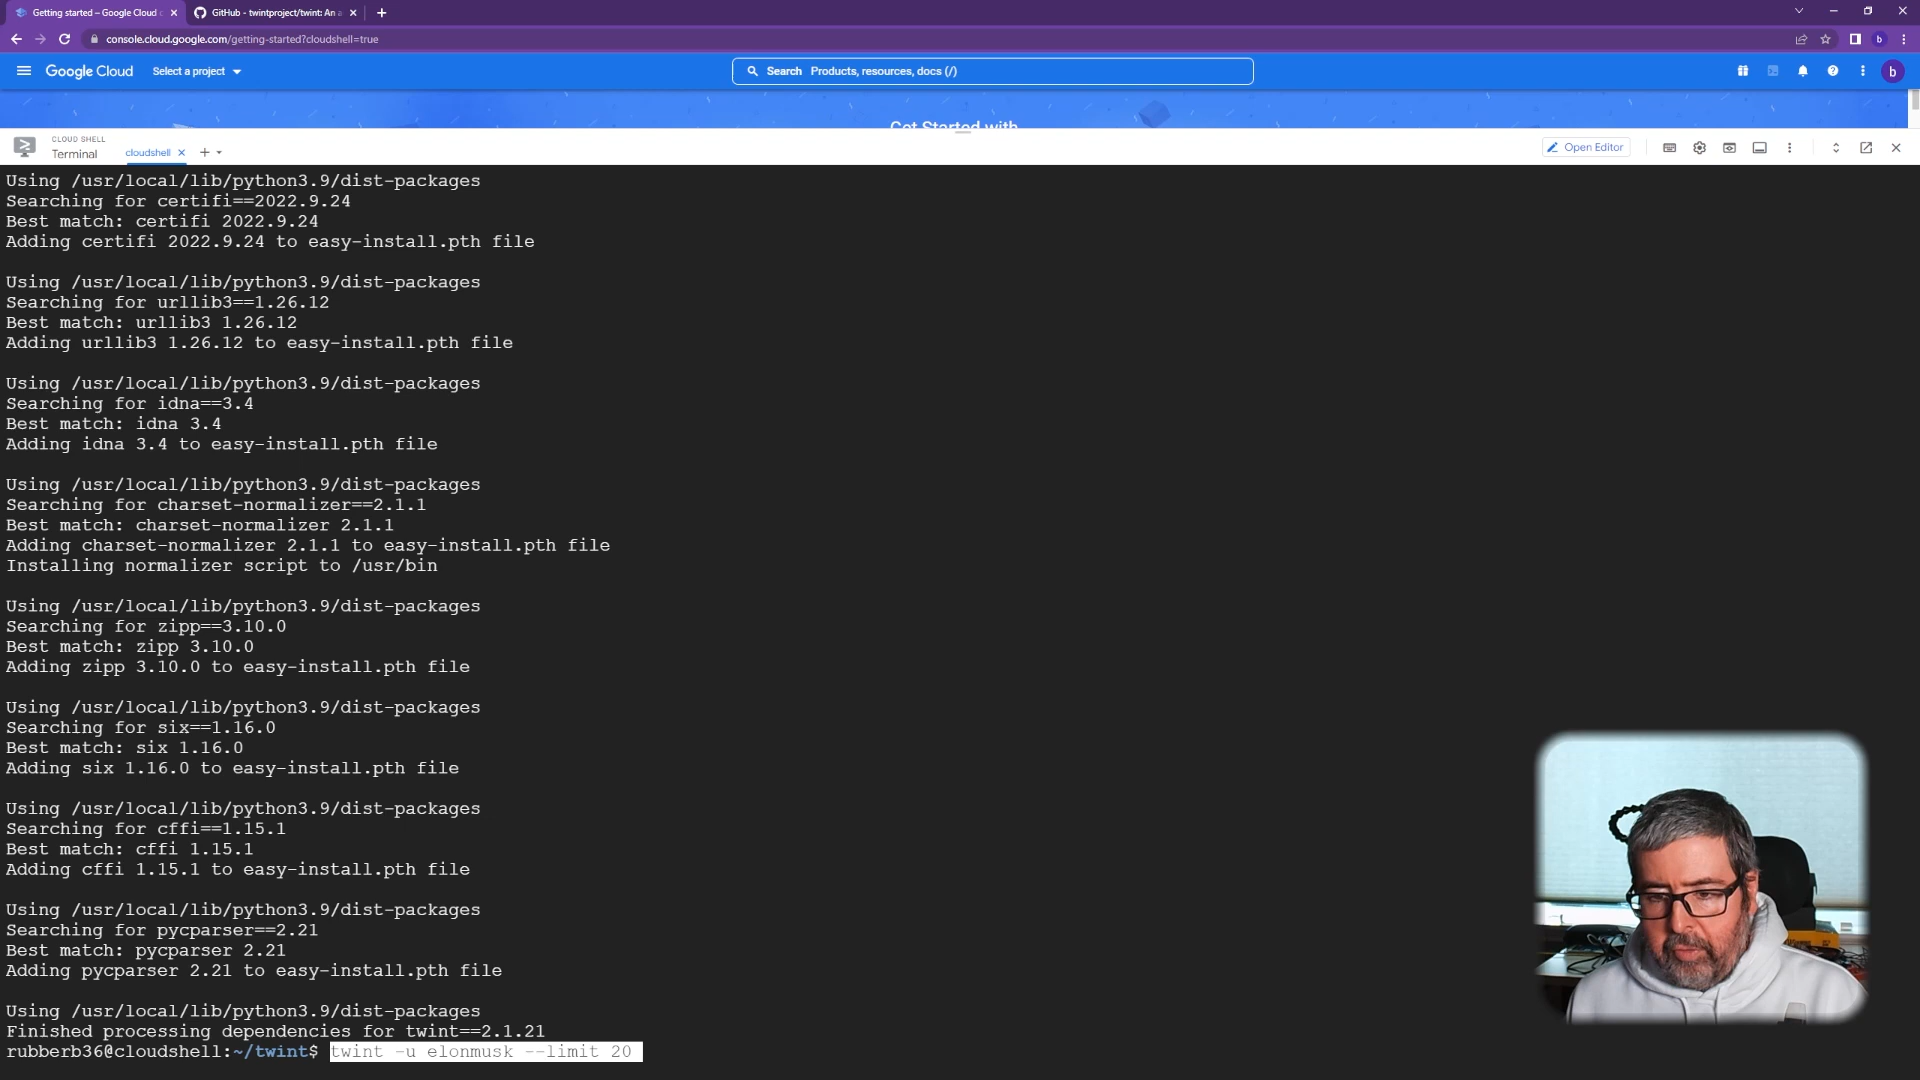 Getting started – Google Cloud
GitHub - twintproject/twint: An a
console.cloud.google.com/getting-started?cloudshell=true
b
Google Cloud
Select a project
Search Products, resources, docs (/)
b
Get Started with
CLOUD SHELL
Terminal
cloudshell
Open Editor
Using /usr/local/lib/python3.9/dist-packages
Searching for certifi==2022.9.24
Best match: certifi 2022.9.24
Adding certifi 2022.9.24 to easy-install.pth file
Using /usr/local/lib/python3.9/dist-packages
Searching for urllib3==1.26.12
Best match: urllib3 1.26.12
Adding urllib3 1.26.12 to easy-install.pth file
Using /usr/local/lib/python3.9/dist-packages
Searching for idna==3.4
Best match: idna 3.4
Adding idna 3.4 to easy-install.pth file
Using /usr/local/lib/python3.9/dist-packages
Searching for charset-normalizer==2.1.1
Best match: charset-normalizer 2.1.1
Adding charset-normalizer 2.1.1 to easy-install.pth file
Installing normalizer script to /usr/bin
Using /usr/local/lib/python3.9/dist-packages
Searching for zipp==3.10.0
Best match: zipp 3.10.0
Adding zipp 3.10.0 to easy-install.pth file
Using /usr/local/lib/python3.9/dist-packages
Searching for six==1.16.0
Best match: six 1.16.0
Adding six 1.16.0 to easy-install.pth file
Using /usr/local/lib/python3.9/dist-packages
Searching for cffi==1.15.1
Best match: cffi 1.15.1
Adding cffi 1.15.1 to easy-install.pth file
Using /usr/local/lib/python3.9/dist-packages
Searching for pycparser==2.21
Best match: pycparser 2.21
Adding pycparser 2.21 to easy-install.pth file
Using /usr/local/lib/python3.9/dist-packages
Finished processing dependencies for twint==2.1.21
rubberb36@cloudshell:~/twint$ twint -u elonmusk --limit 20